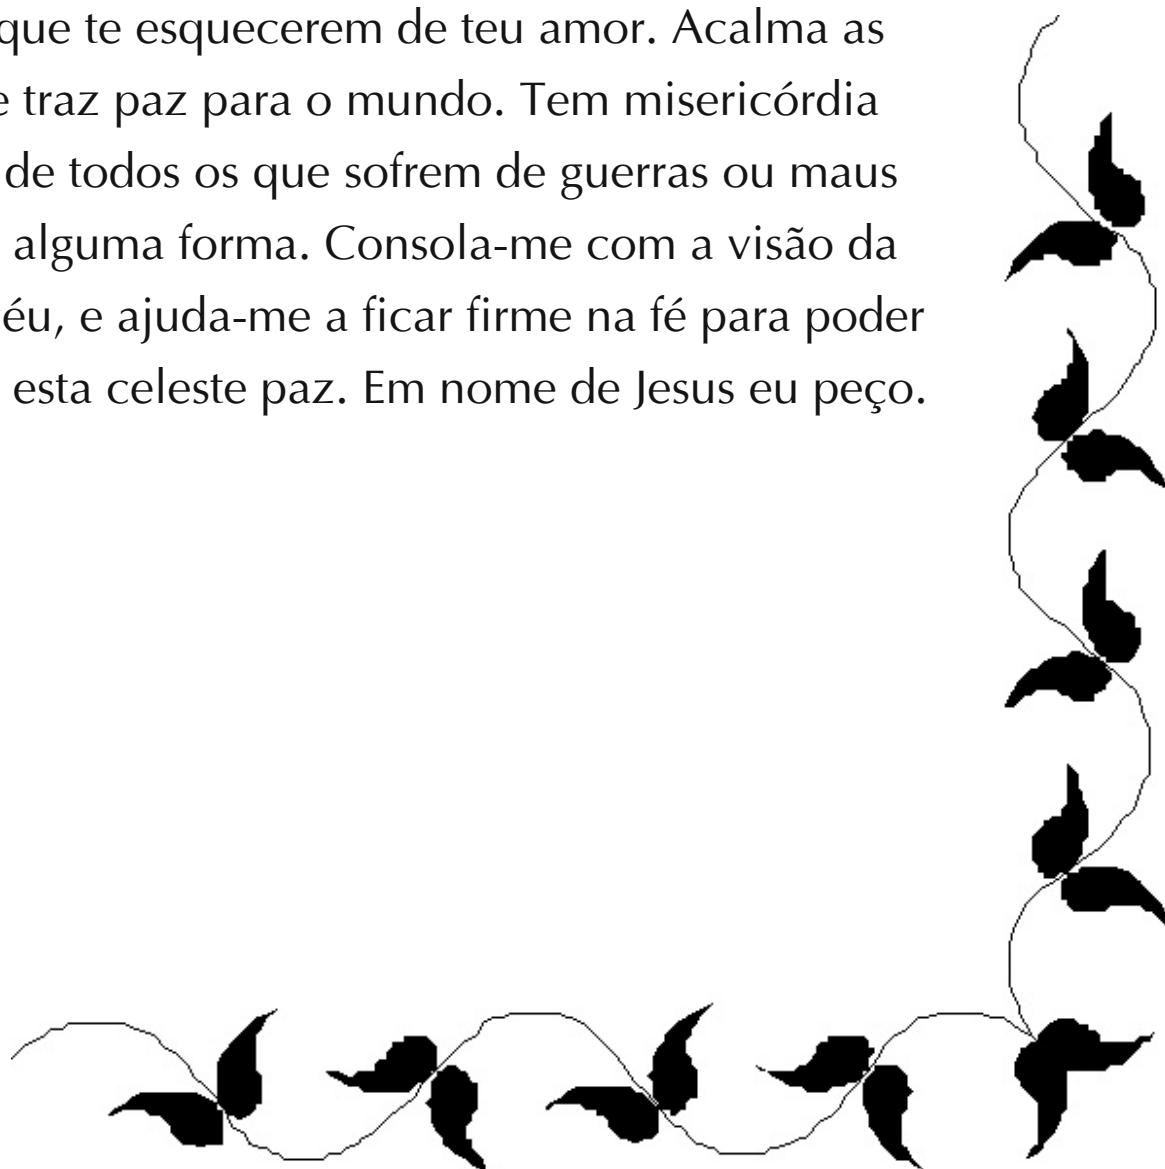 que te esquecerem de teu amor. Acalma as
e traz paz para o mundo. Tem misericórdia
de todos os que sofrem de guerras ou maus
alguma forma. Consola-me com a visão da
éu, e ajuda-me a ficar firme na fé para poder
esta celeste paz. Em nome de Jesus eu peço.